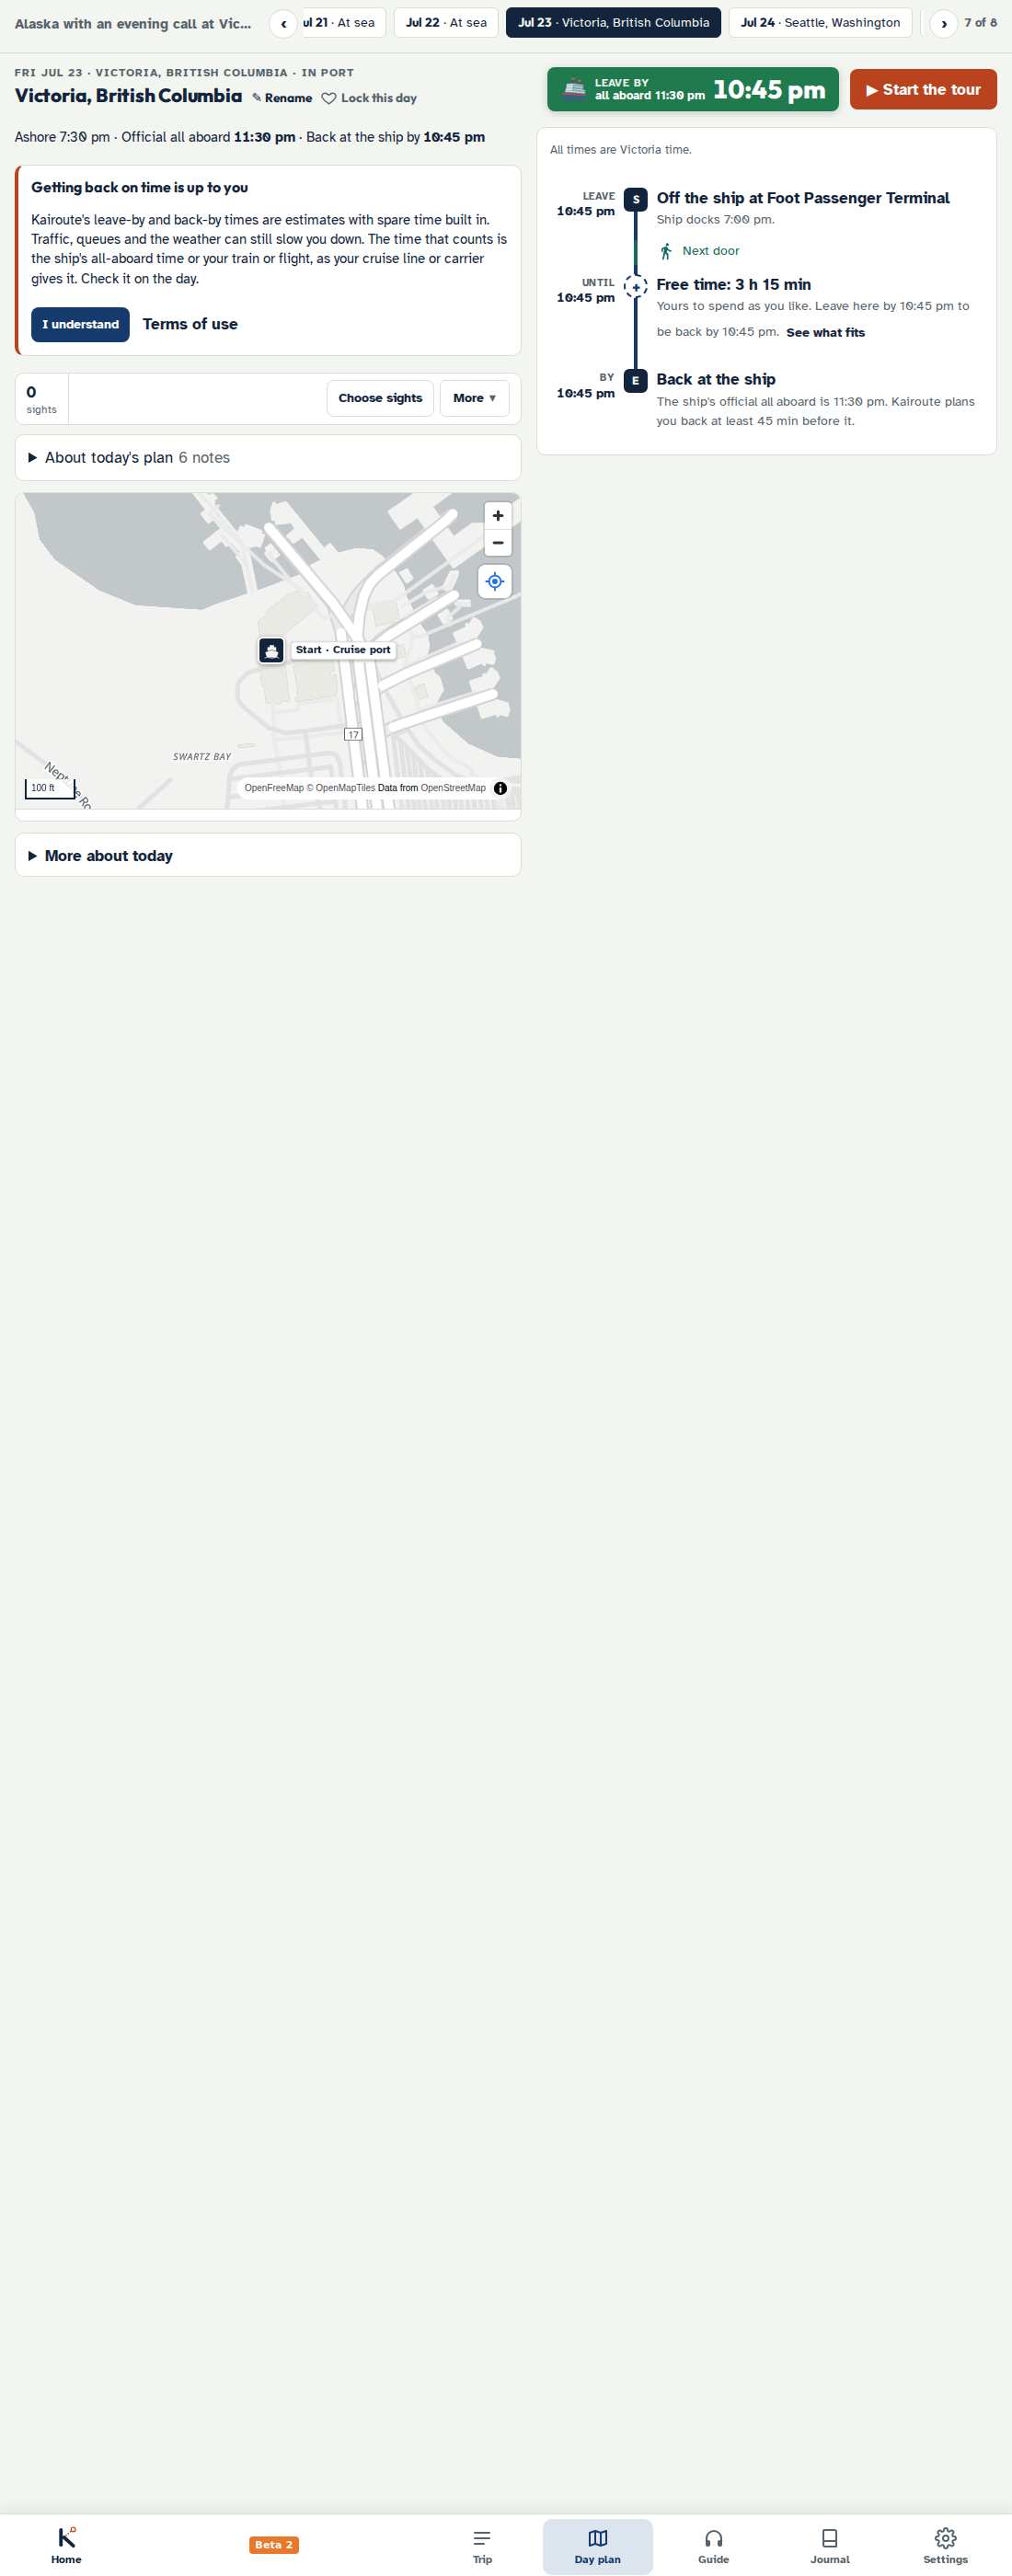 Alaska with an evening call at Vic...
‹
ul 21 · At sea
Jul 22 · At sea
Jul 23 · Victoria, British Columbia
Jul 24 · Seattle, Washington
›
7 of 8
FRI JUL 23 · VICTORIA, BRITISH COLUMBIA · IN PORT
Victoria, British Columbia
✎ Rename
Lock this day
LEAVE BY
all aboard 11:30 pm
10:45 pm
▶ Start the tour
Ashore 7:30 pm · Official all aboard 11:30 pm · Back at the ship by 10:45 pm
Getting back on time is up to you
Kairoute's leave-by and back-by times are estimates with spare time built in.
Traffic, queues and the weather can still slow you down. The time that counts is
the ship's all-aboard time or your train or flight, as your cruise line or carrier
gives it. Check it on the day.
I understand
Terms of use
0
sights
Choose sights
More ▼
▶ About today's plan 6 notes
+
−
Start · Cruise port
17
SWARTZ BAY
100 ft
OpenFreeMap © OpenMapTiles Data from OpenStreetMap
▶ More about today
All times are Victoria time.
LEAVE
10:45 pm
S
Off the ship at Foot Passenger Terminal
Ship docks 7:00 pm.
Next door
UNTIL
10:45 pm
+
Free time: 3 h 15 min
Yours to spend as you like. Leave here by 10:45 pm to
be back by 10:45 pm. See what fits
BY
10:45 pm
E
Back at the ship
The ship's official all aboard is 11:30 pm. Kairoute plans
you back at least 45 min before it.
Home
Beta 2
Trip
Day plan
Guide
Journal
Settings